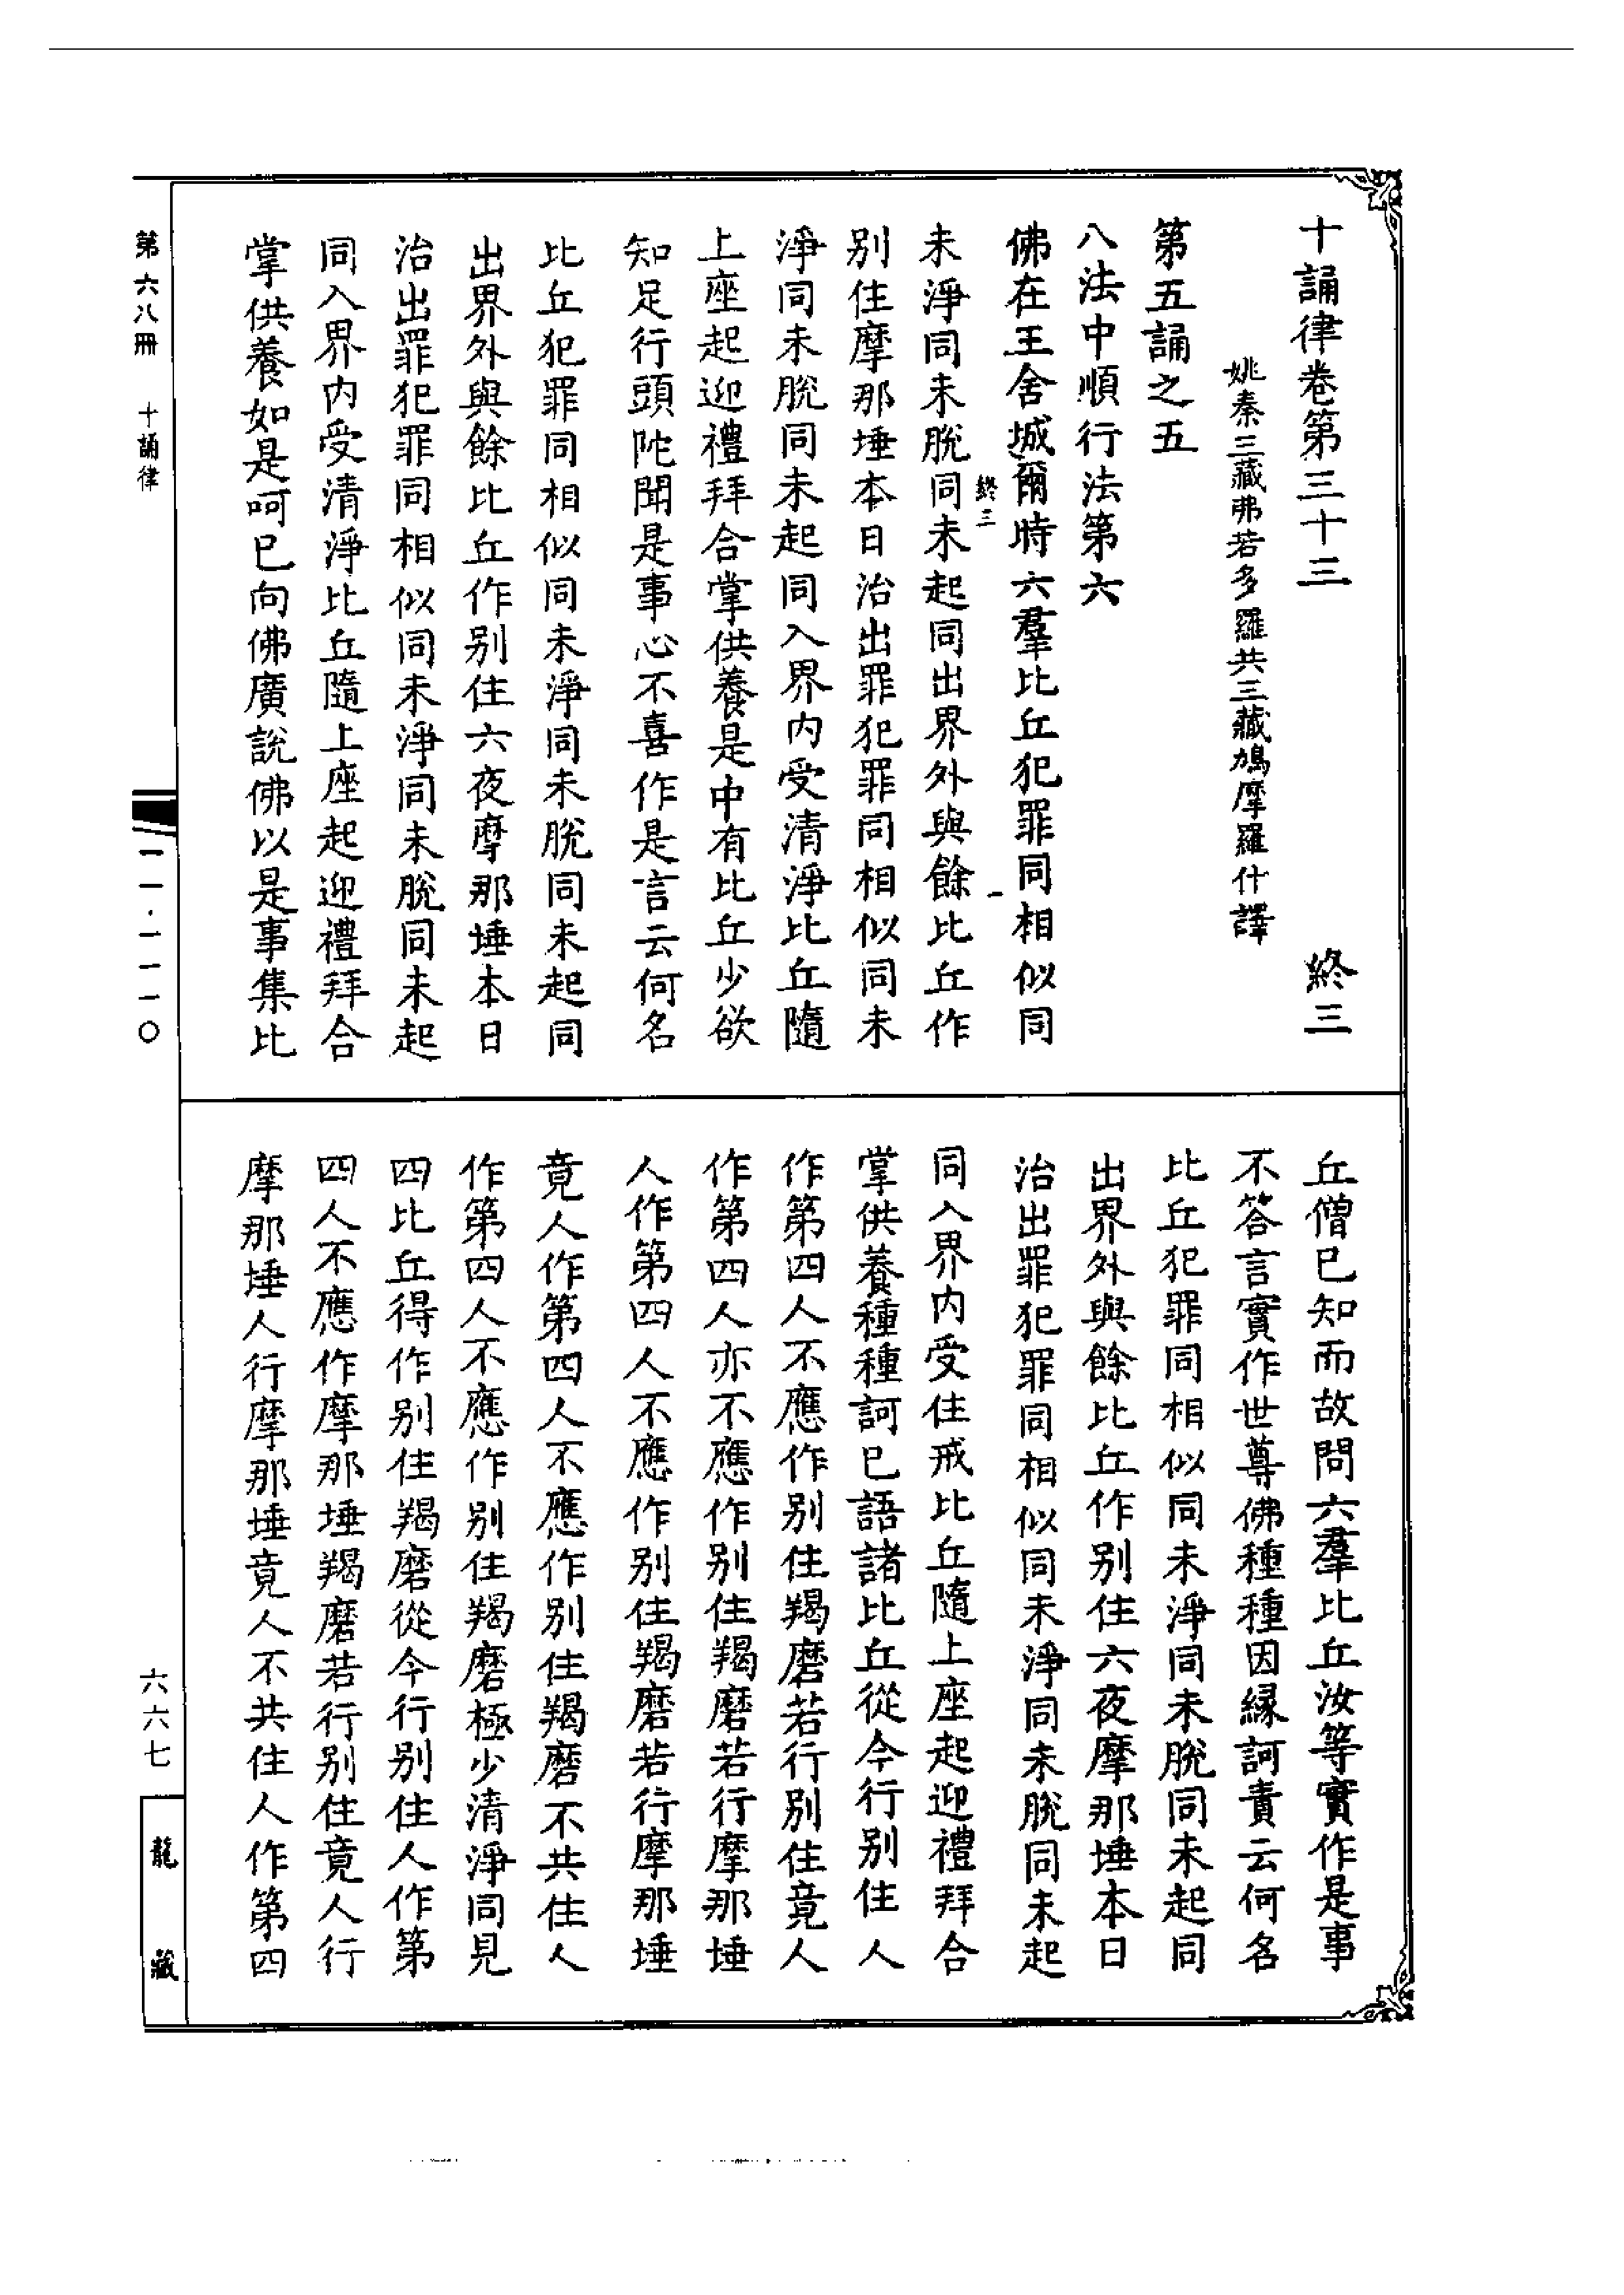 十誦律卷第三十三　終三
姚秦三藏弗若多羅共三藏鳩摩羅什譯
第五誦之五
八法中順行法第六
佛在王舍城爾時六羣比丘犯罪同相似同
終三　一
未淨同未脫同未起同出界外與餘比丘作
別住摩那埵本日治出罪犯罪同相似同未
淨同未脫同未起同入界內受清淨比丘隨
上座起迎禮拜合掌供養是中有比丘少欲
知足行頭陀聞是事心不喜作是言云何名
比丘犯罪同相似同未淨同未脫同未起同
出界外與餘比丘作別住六夜摩那埵本日
治出罪犯罪同相似同未淨同未脫同未起
同入界內受清淨比丘隨上座起迎禮拜合
掌供養如是呵已向佛廣說佛以是事集比
丘僧已知而故問六羣比丘汝等實作是事
不答言實作世尊佛種種因緣訶責云何名
比丘犯罪同相似同未淨同未脫同未起同
出界外與餘比丘作別住六夜摩那埵本日
治出罪犯罪同相似同未淨同未脫同未起
同入界內受住戒比丘隨上座起迎禮拜合
掌供養種種訶已語諸比丘從今行別住人
作第四人不應作別住羯磨若行別住竟人
作第四人亦不應作別住羯磨若行摩那埵
人作第四人不應作別住羯磨若行摩那埵
竟人作第四人不應作別住羯磨不共住人
作第四人不應作別住羯磨極少清淨同見
四比丘得作別住羯磨從今行別住人作第
四人不應作摩那埵羯磨若行別住竟人行
摩那埵人行摩那埵竟人不共住人作第四
第六八冊　十誦律
一一一·一一一〇
六六七
龍藏